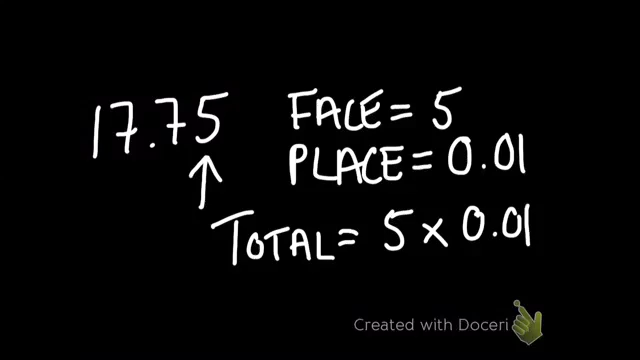 17.75 FACE = 5
PLACE = 0.01
TOTAL = 5 × 0.01
Created with Doceri